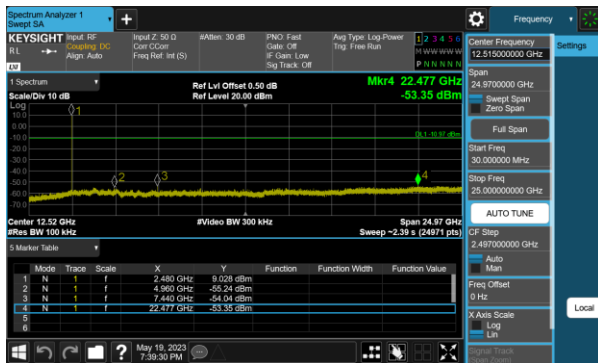 Spectrum Analyzer 1
Swept SA
Frequency
KEYSIGHT
Input: RF
Coupling: DC
Align: Auto
Input Z: 50 Ω
Corr CCorr
Freq Ref: Int (S)
#Atten: 30 dB
PNO: Fast
Gate: Off
IF Gain: Low
Sig Track: Off
Avg Type: Log-Power
Trig: Free Run
1 2 3 4 5 6
M W W W W W
P N N N N N
RL
LXI
1 Spectrum
Scale/Div 10 dB
Ref Lvl Offset 0.50 dB
Ref Level 20.00 dBm
Mkr4 22.477 GHz
-53.35 dBm
Log
10.0
0.00
-10.0
-20.0
-30.0
-40.0
-50.0
-60.0
-70.0
1
2
3
4
DL1 -10.97 dBm
Center 12.52 GHz
#Res BW 100 kHz
#Video BW 300 kHz
Span 24.97 GHz
Sweep ~2.39 s (24971 pts)
5 Marker Table
Mode Trace Scale X Y Function Function Width Function Value
1 N 1 f 2.480 GHz 9.028 dBm
2 N 1 f 4.960 GHz -55.24 dBm
3 N 1 f 7.440 GHz -54.04 dBm
4 N 1 f 22.477 GHz -53.35 dBm
5
6
May 19, 2023
7:39:30 PM
Center Frequency
12.515000000 GHz
Span
24.9700000 GHz
Swept Span
Zero Span
Full Span
Start Freq
30.000000 MHz
Stop Freq
25.000000000 GHz
AUTO TUNE
CF Step
2.497000000 GHz
Auto
Man
Freq Offset
0 Hz
X Axis Scale
Log
Lin
Signal Track
(Span Zoom)
Settings
Local